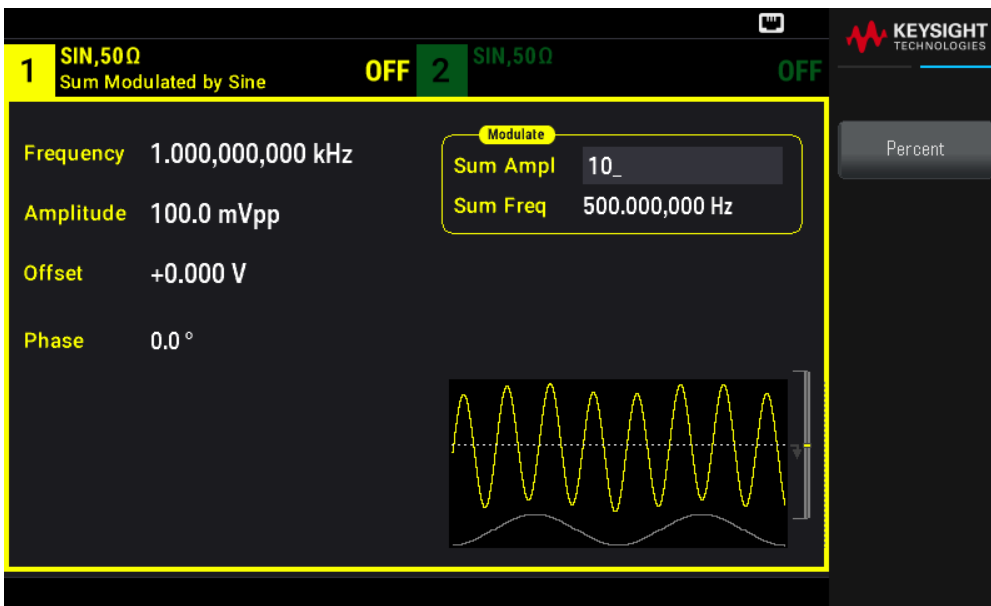 KEYSIGHT
TECHNOLOGIES
1
SIN,50Ω
Sum Modulated by Sine
OFF
2
SIN,50Ω
OFF
Frequency 1.000,000,000 kHz
Amplitude 100.0 mVpp
Offset +0.000 V
Phase 0.0 °
Modulate
Sum Ampl 10_
Sum Freq 500.000,000 Hz
Percent